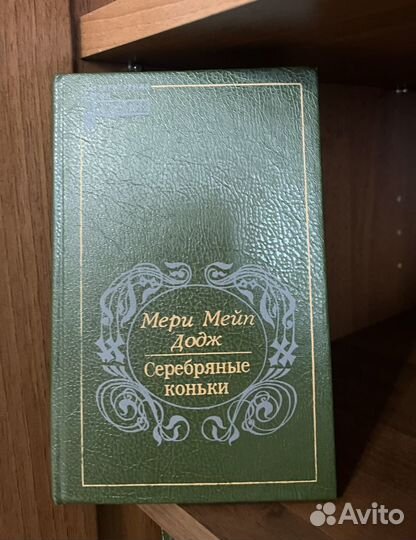 Мери Мейп
Додж
Серебряные
коньки
Avito